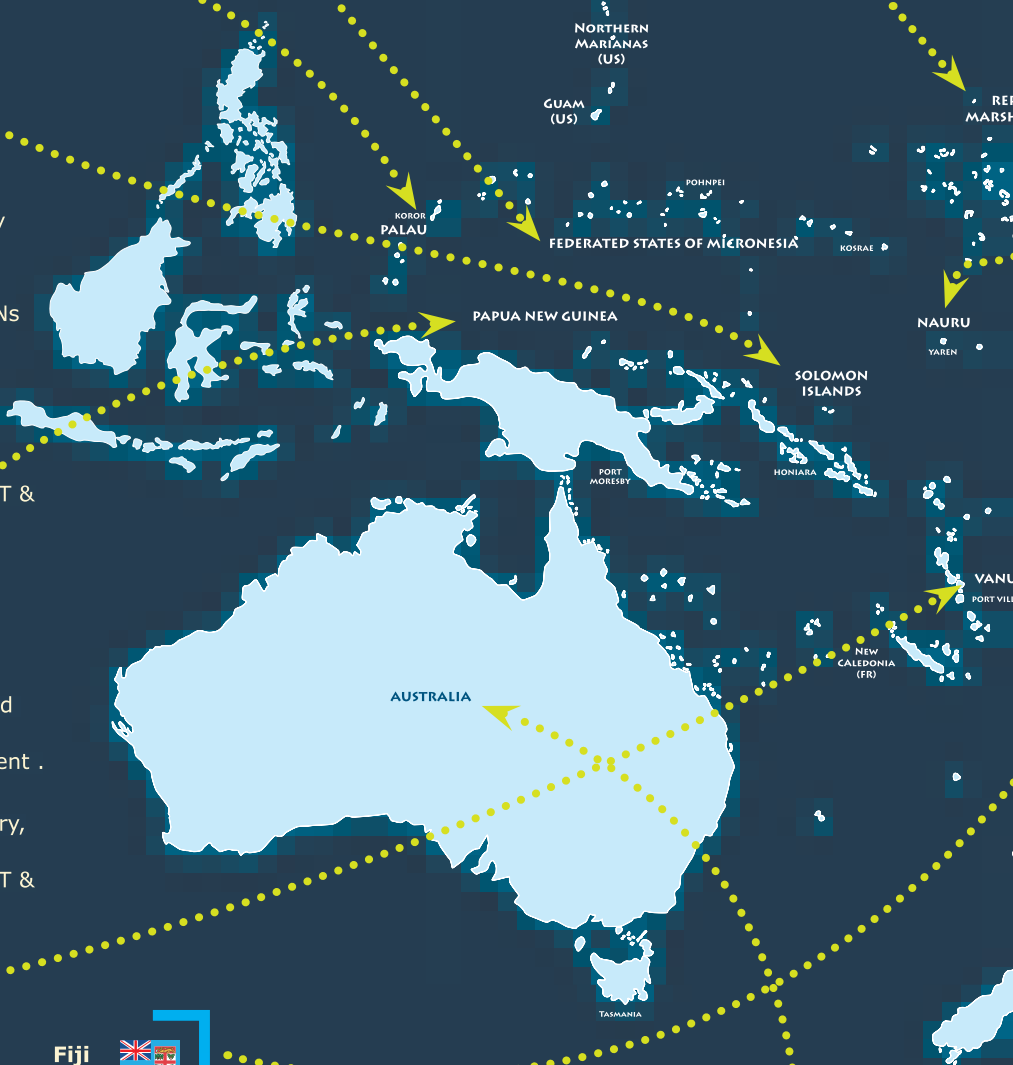 NORTHERN
MARIANAS
(US)
GUAM
(US)
REP
MARSH
POHNPEI
KOROR
PALAU
y
FEDERATED STATES OF MICRONESIA
KOSRAE
Ns
PAPUA NEW GUINEA
NAURU
YAREN
SOLOMON
ISLANDS
HONIARA
PORT
MORESBY
T &
VANU
PORT VILL
NEW
CALEDONIA
(FR)
AUSTRALIA
d
ent .
ry,
T &
TASMANIA
Fiji